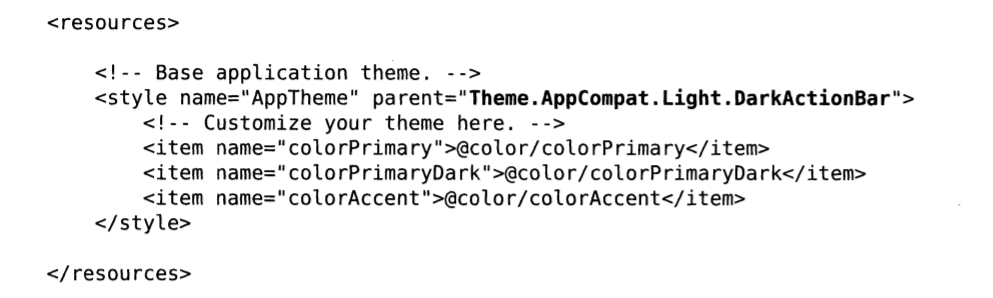 <resources>

    <!-- Base application theme. -->
    <style name="AppTheme" parent="Theme.AppCompat.Light.DarkActionBar">
        <!-- Customize your theme here. -->
        <item name="colorPrimary">@color/colorPrimary</item>
        <item name="colorPrimaryDark">@color/colorPrimaryDark</item>
        <item name="colorAccent">@color/colorAccent</item>
    </style>

</resources>